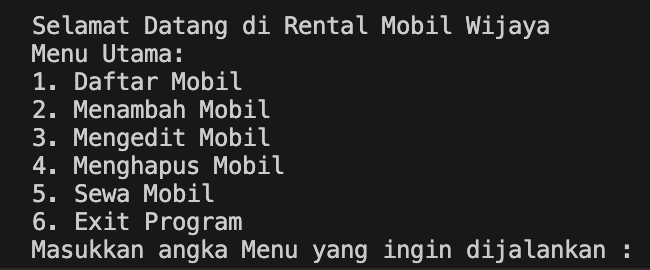 Selamat Datang di Rental Mobil Wijaya
Menu Utama:
1. Daftar Mobil
2. Menambah Mobil
3. Mengedit Mobil
4. Menghapus Mobil
5. Sewa Mobil
6. Exit Program
Masukkan angka Menu yang ingin dijalankan :